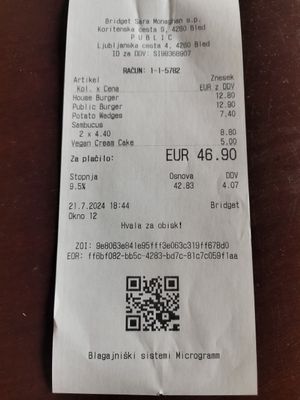 Bridget Sara Monaghan s.p.
Koritenska cesta 9, 4260 Bled
P U B L I C
Ljubljanska cesta 4, 4260 Bled
ID za DDV: SI98368907
RAČUN: 1-1-5782
Artikel Znesek
Kol. x Cena EUR z DDV
House Burger 12.80
Public Burger 12.90
Potato Wedges 7.40
Sambucus
2 x 4.40 8.80
Vegan Cream Cake 5.00
Za plačilo: EUR 46.90
Stopnja Osnova DDV
9.5% 42.83 4.07
21.7.2024 18:44 Bridget
Okno 12
Hvala za obisk!
ZOI: 9e8063e841e95fff3e063c319ff678d0
EOR: ff6bf082-bb5c-4283-bd7c-81c7c059f1aa
Blagajniški sistemi Microgramm